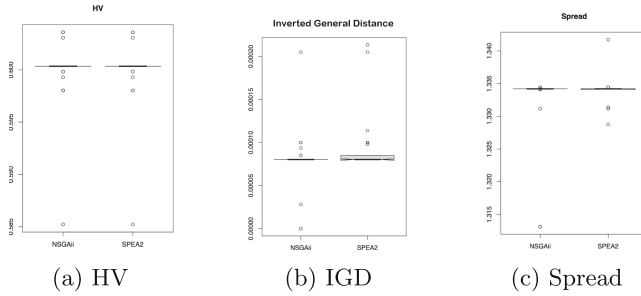 HV
0.600
0.595
0.590
0.585
NSGAii
SPEA2
(a) HV
Inverted General Distance
0.00020
0.00015
0.00010
0.00005
0.00000
NSGAii
SPEA2
(b) IGD
Spread
1.340
1.335
1.330
1.325
1.320
1.315
NSGAii
SPEA2
(c) Spread